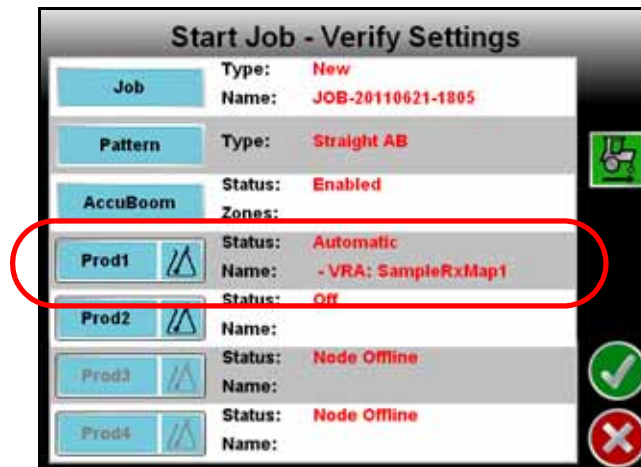 Start Job - Verify Settings
Job
Type: New
Name: JOB-20110621-1805
Pattern
Type: Straight AB
AccuBoom
Status: Enabled
Zones:
Prod1
Status: Automatic
Name: - VRA: SampleRxMap1
Prod2
Status: Off
Name:
Prod3
Status: Node Offline
Name:
Prod4
Status: Node Offline
Name: